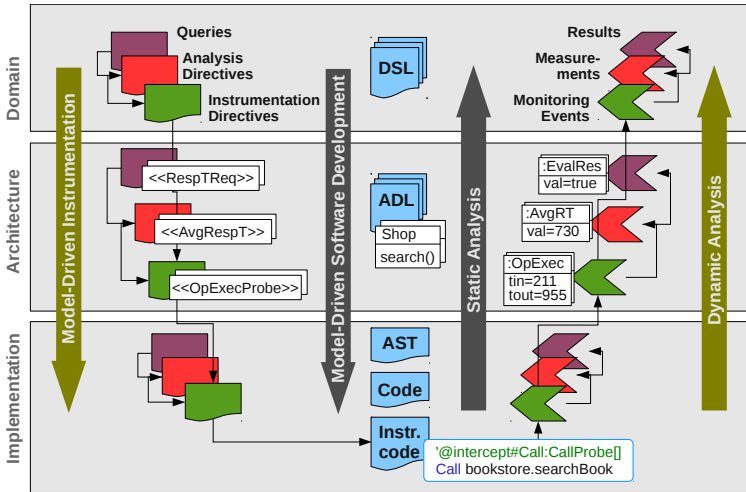 Domain
Queries
Analysis
Directives
Instrumentation
Directives
DSL
Results
Measure-
ments
Monitoring
Events
Model-Driven Instrumentation
Model-Driven Software Development
Static Analysis
Dynamic Analysis
Architecture
<<RespTReq>>
<<AvgRespT>>
<<OpExecProbe>>
ADL
Shop
search()
:EvalRes
val=true
:AvgRT
val=730
:OpExec
tin=211
tout=955
Implementation
AST
Code
Instr.
code
'@intercept#Call:CallProbe[]
Call bookstore.searchBook